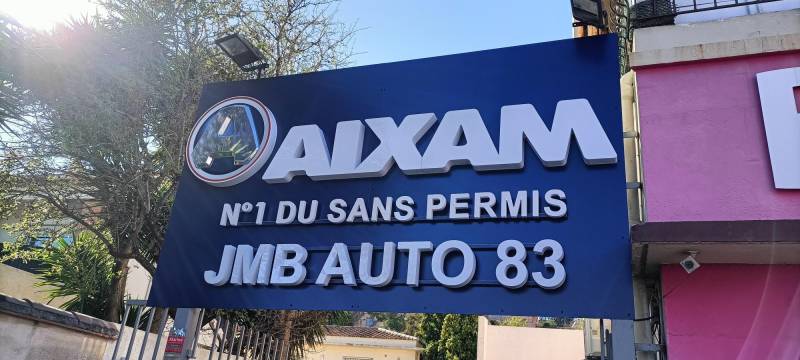 AIXAM
N°1 DU SANS PERMIS
JMB AUTO 83